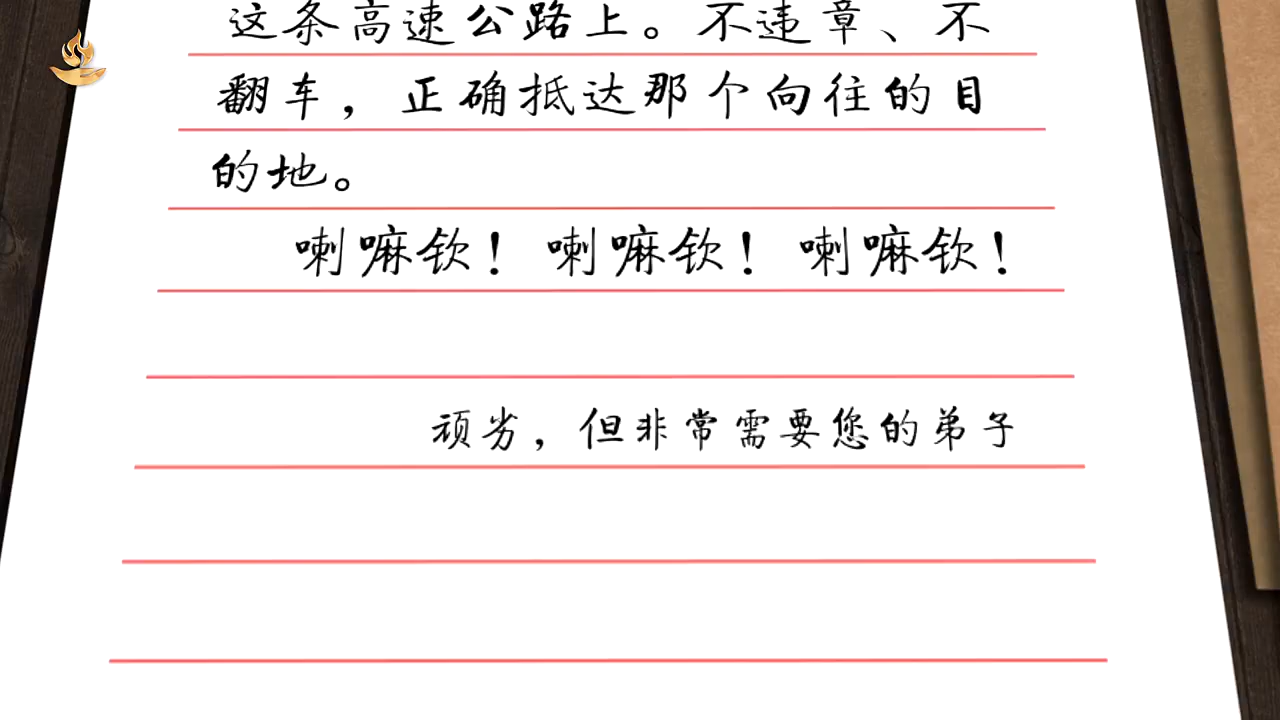 这条高速公路上。不违章、不
翻车，正确抵达那个向往的目
的地。
喇嘛钦！喇嘛钦！喇嘛钦！
顽劣，但非常需要您的弟子